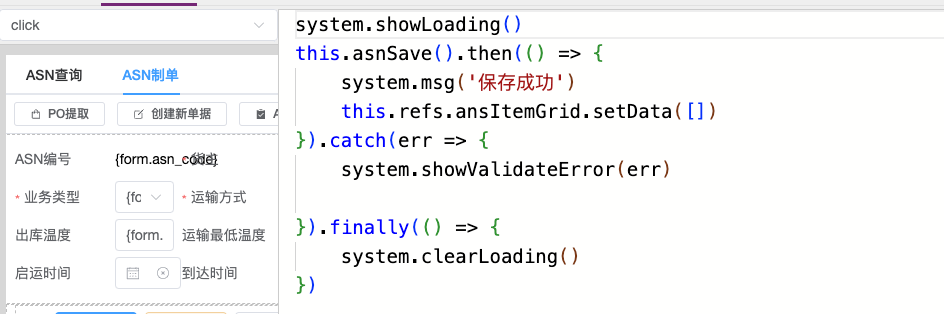 click
ASN查询 ASN制单
PO提取 创建新单据
ASN编号 {form.asn_code}
* 业务类型 {fc * 运输方式
出库温度 {form. 运输最低温度
启运时间 到达时间
system.showLoading()
this.asnSave().then(() => {
system.msg('保存成功')
this.refs.ansItemGrid.setData([])
}).catch(err => {
system.showValidateError(err)
}).finally(() => {
system.clearLoading()
})